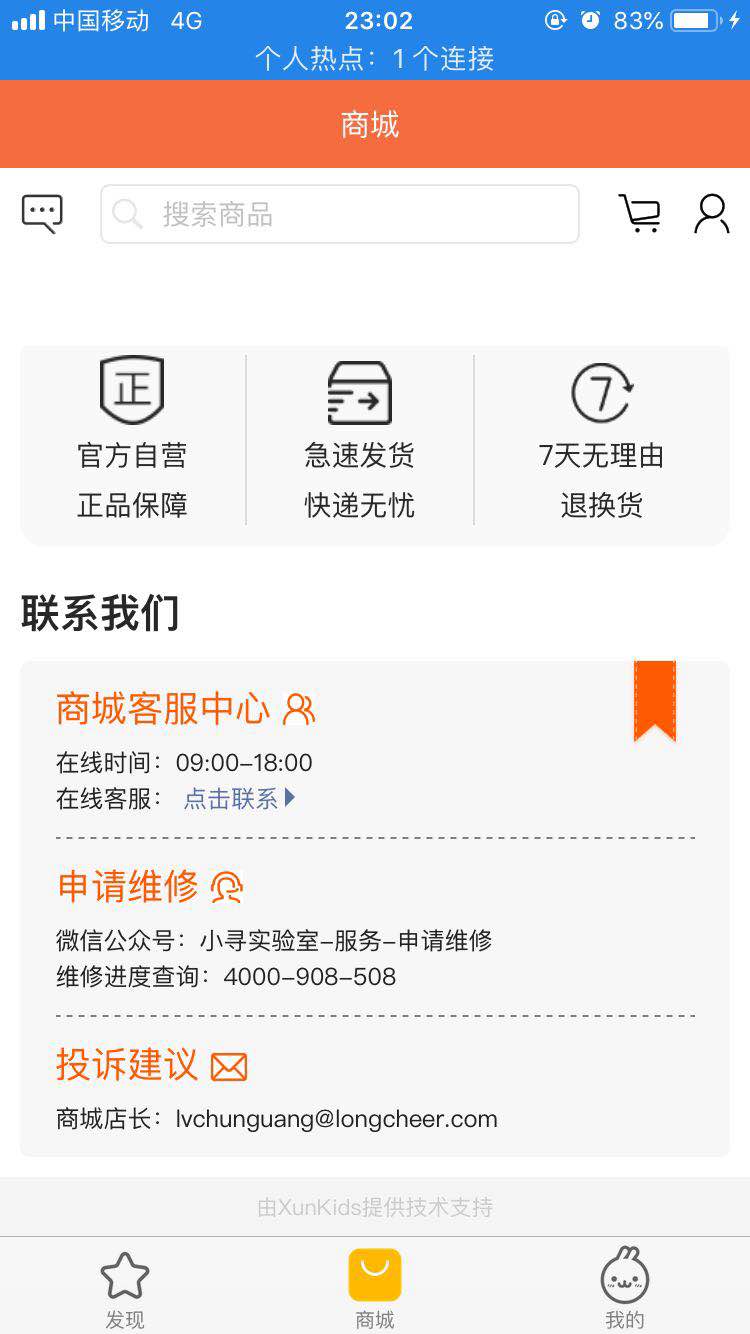 中国移动 4G 23:02 83%
个人热点：1 个连接
商城
搜索商品
正 7
官方自营 急速发货 7天无理由
正品保障 快递无忧 退换货
联系我们
商城客服中心
在线时间：09:00-18:00
在线客服： 点击联系
申请维修
微信公众号：小寻实验室-服务-申请维修
维修进度查询：4000-908-508
投诉建议
商城店长：lvchunguang@longcheer.com
由XunKids提供技术支持
发现 商城 我的